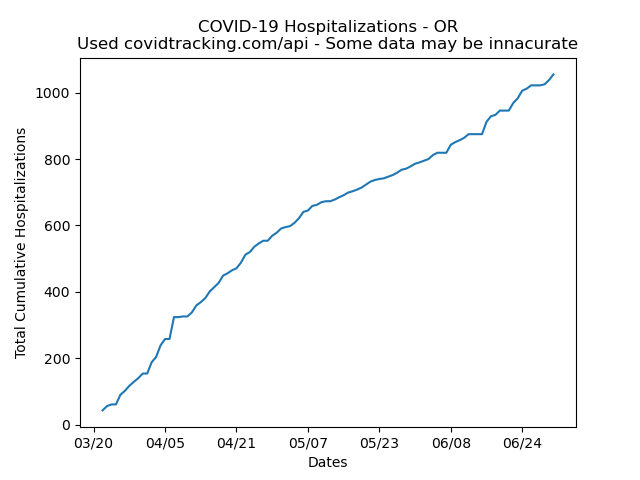 COVID-19 Hospitalizations - OR
Used covidtracking.com/api - Some data may be innacurate
Total Cumulative Hospitalizations
1000
800
600
400
200
0
03/20 04/05 04/21 05/07 05/23 06/08 06/24
Dates